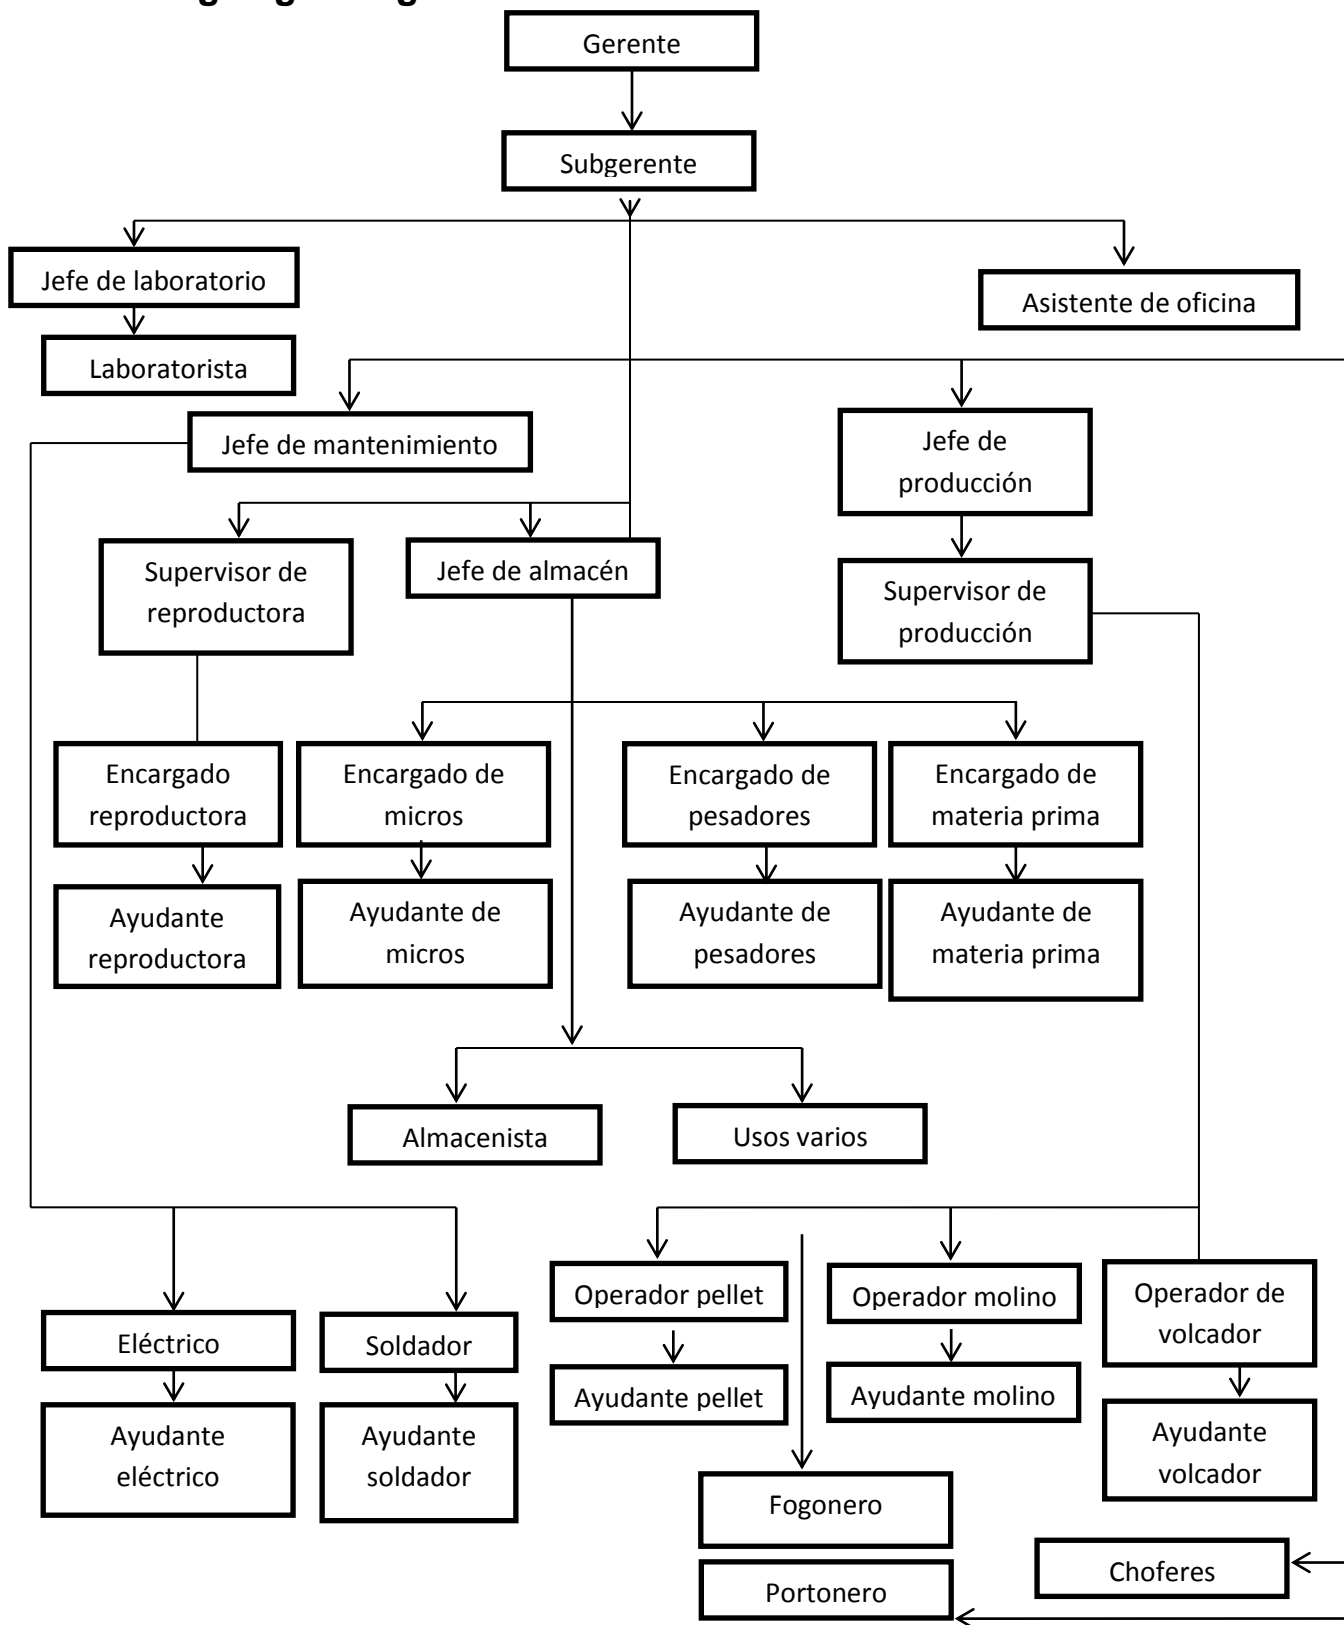 Gerente
Subgerente
Jefe de laboratorio
Asistente de oficina
Laboratorista
Jefe de mantenimiento
Jefe de
producción
Supervisor de
reproductora
Jefe de almacén
Supervisor de
producción
Encargado
reproductora
Encargado de
micros
Encargado de
pesadores
Encargado de
materia prima
Ayudante
reproductora
Ayudante de
micros
Ayudante de
pesadores
Ayudante de
materia prima
Almacenista
Usos varios
Operador pellet
Operador molino
Operador de
volcador
Eléctrico
Soldador
Ayudante pellet
Ayudante molino
Ayudante
eléctrico
Ayudante
soldador
Ayudante
volcador
Fogonero
Choferes
Portonero